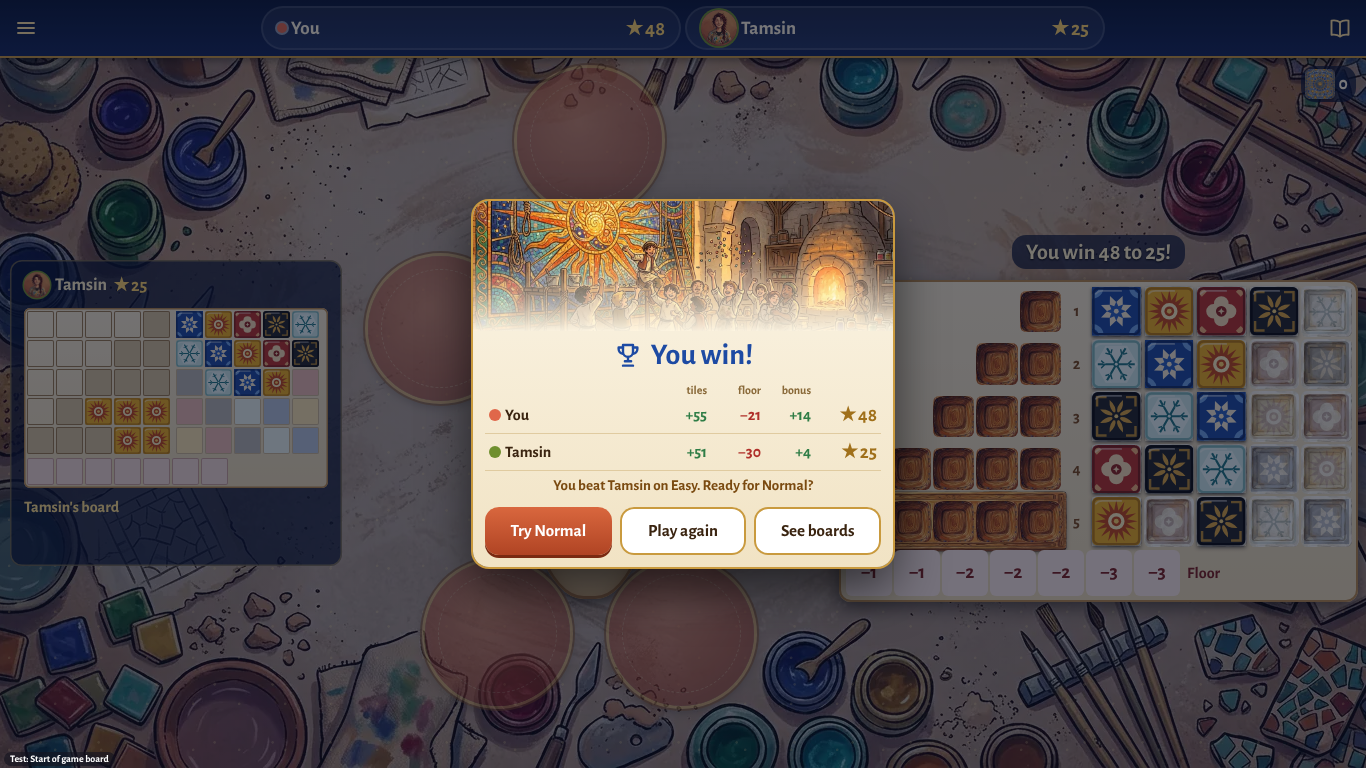 You ★48
Tamsin ★25
0
Tamsin ★25
You win 48 to 25!
1
2
3
4
5
Tamsin's board
−1 −1 −2 −2 −2 −3 −3 Floor
You win!
tiles floor bonus
You +55 −21 +14 ★48
Tamsin +51 −30 +4 ★25
You beat Tamsin on Easy. Ready for Normal?
Try Normal Play again See boards
Test: Start of game board